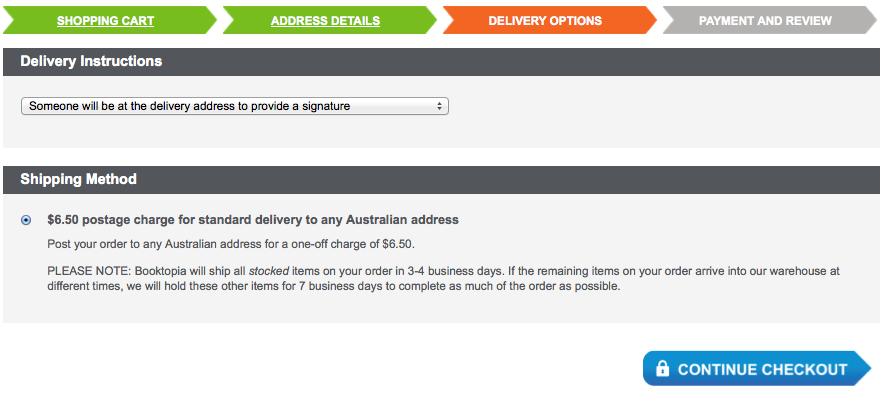 SHOPPING CART
ADDRESS DETAILS
DELIVERY OPTIONS
PAYMENT AND REVIEW
Delivery Instructions
Someone will be at the delivery address to provide a signature
Shipping Method
$6.50 postage charge for standard delivery to any Australian address
Post your order to any Australian address for a one-off charge of $6.50.
PLEASE NOTE: Booktopia will ship all stocked items on your order in 3-4 business days. If the remaining items on your order arrive into our warehouse at
different times, we will hold these other items for 7 business days to complete as much of the order as possible.
CONTINUE CHECKOUT